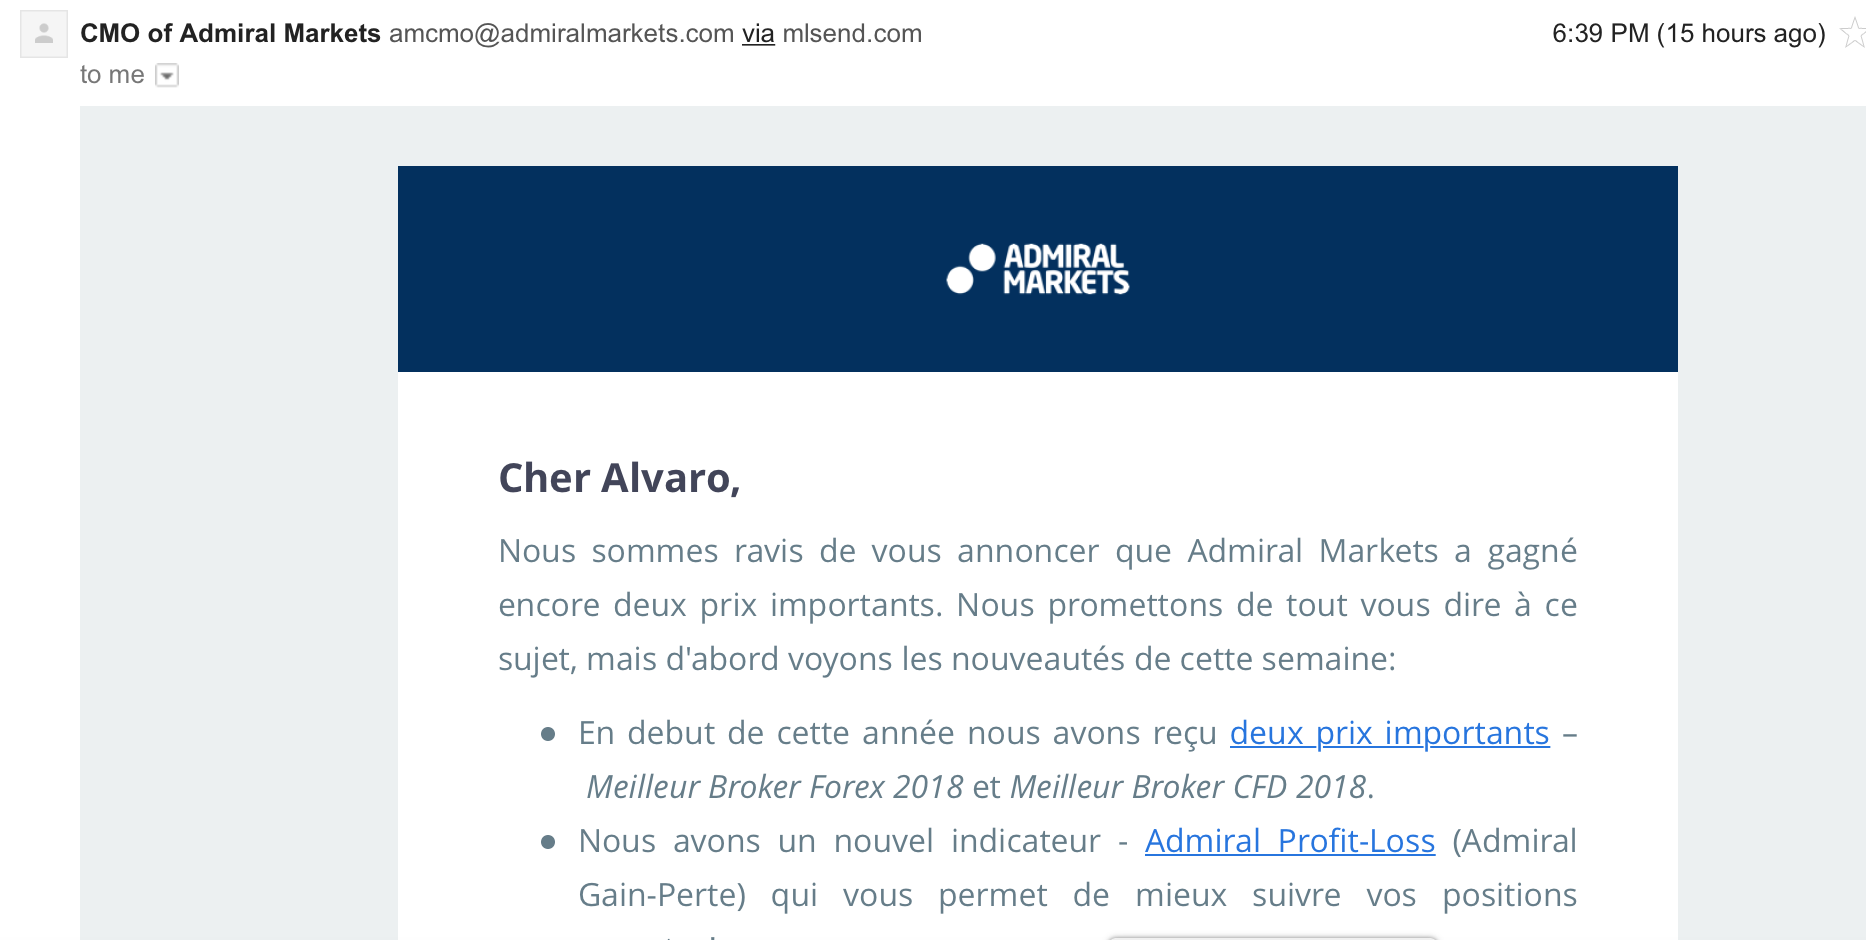 CMO of Admiral Markets amcmo@admiralmarkets.com via mlsend.com
6:39 PM (15 hours ago)
to me
ADMIRAL
MARKETS
Cher Alvaro,
Nous sommes ravis de vous annoncer que Admiral Markets a gagné
encore deux prix importants. Nous promettons de tout vous dire à ce
sujet, mais d'abord voyons les nouveautés de cette semaine:
● En debut de cette année nous avons reçu deux prix importants –
Meilleur Broker Forex 2018 et Meilleur Broker CFD 2018.
● Nous avons un nouvel indicateur - Admiral Profit-Loss (Admiral
Gain-Perte) qui vous permet de mieux suivre vos positions